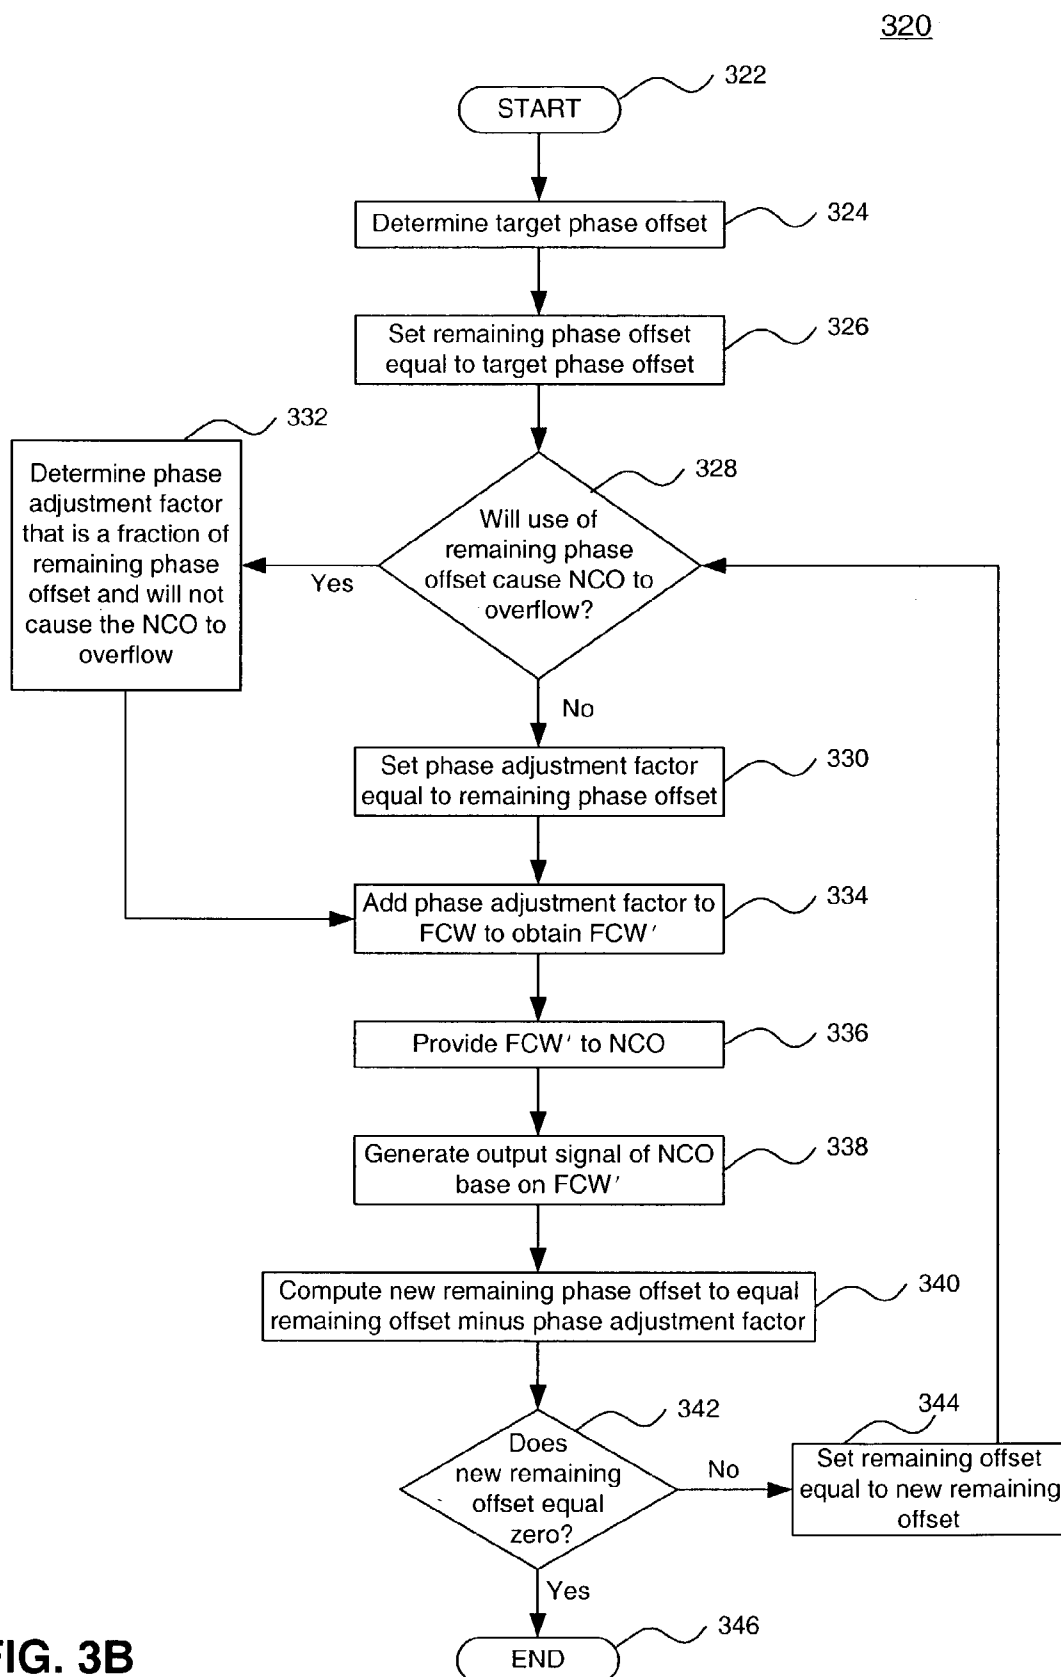 320
322
START
324
Determine target phase offset
326
Set remaining phase offset
equal to target phase offset
332
Determine phase
adjustment factor
that is a fraction of
remaining phase
offset and will not
cause the NCO to
overflow
328
Will use of
remaining phase
offset cause NCO to
overflow?
Yes
No
330
Set phase adjustment factor
equal to remaining phase offset
334
Add phase adjustment factor to
FCW to obtain FCW′
336
Provide FCW′ to NCO
338
Generate output signal of NCO
base on FCW′
340
Compute new remaining phase offset to equal
remaining offset minus phase adjustment factor
342
Does
new remaining
offset equal
zero?
No
344
Set remaining offset
equal to new remaining
offset
Yes
346
END
FIG. 3B